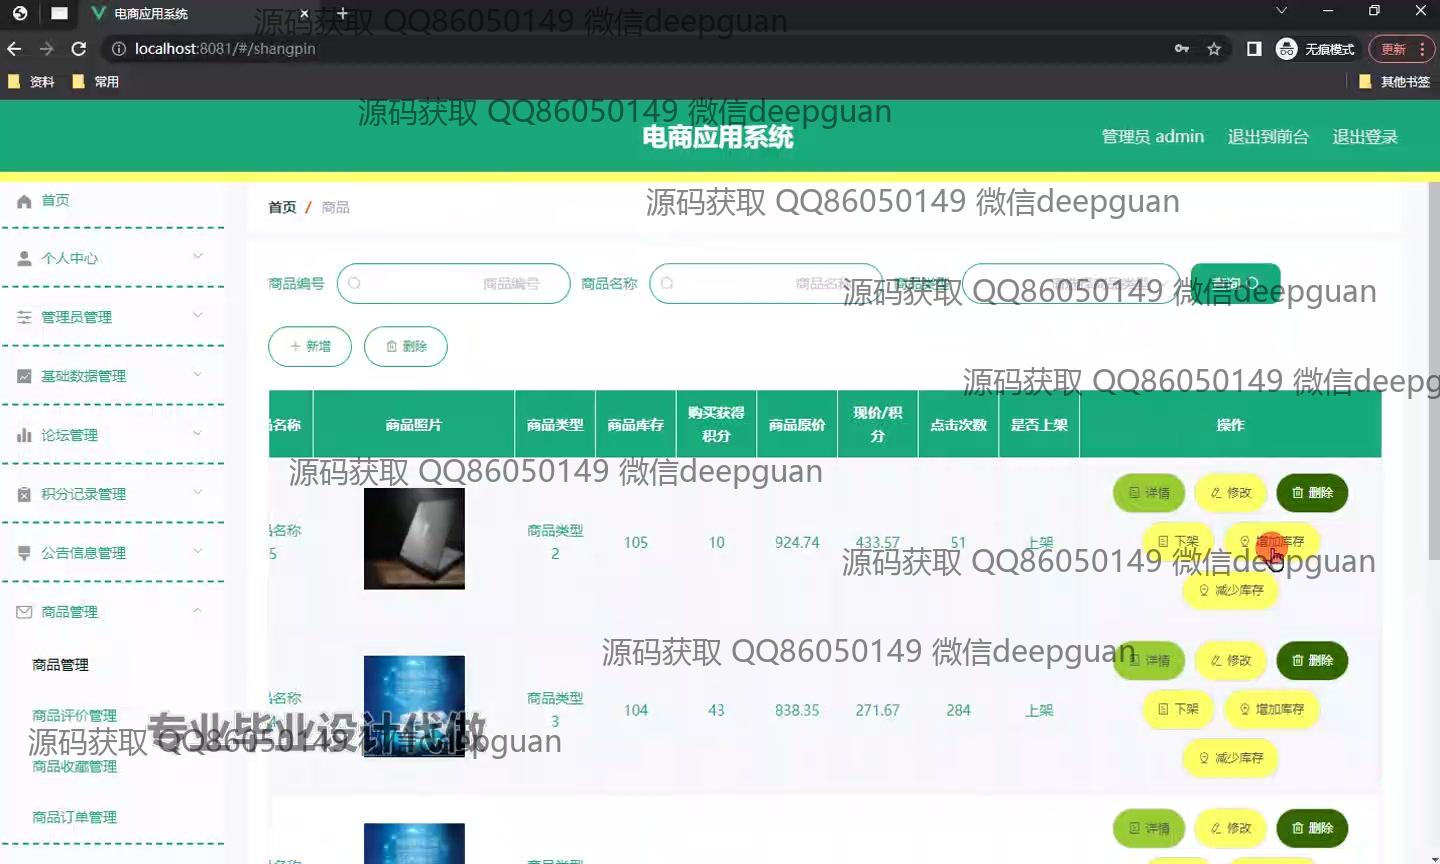 电商应用系统
localhost:8081/#/shangpin
无痕模式
更新
资料
常用
其他书签
源码获取 QQ86050149 微信deepguan
源码获取 QQ86050149 微信deepguan
电商应用系统
管理员 admin
退出到前台
退出登录
首页
个人中心
管理员管理
基础数据管理
论坛管理
积分记录管理
公告信息管理
商品管理
商品管理
商品评价管理
商品收藏管理
商品订单管理
首页 / 商品
源码获取 QQ86050149 微信deepguan
商品编号
商品编号
商品名称
商品名称
源码获取 QQ86050149 微信deepguan
新增
删除
源码获取 QQ86050149 微信deepg
名称
商品照片
商品类型
商品库存
购买获得
积分
商品原价
现价/积
分
点击次数
是否上架
操作
源码获取 QQ86050149 微信deepguan
名称
5
商品类型
2
105
10
924.74
433.57
51
上架
详情
修改
删除
下架
增加库存
减少库存
源码获取 QQ86050149 微信deepguan
源码获取 QQ86050149 微信deepguan
名称
商品类型
3
104
43
838.35
271.67
284
上架
详情
修改
删除
下架
增加库存
减少库存
专业毕业设计代做
源码获取 QQ86050149 微信deepguan
详情
修改
删除